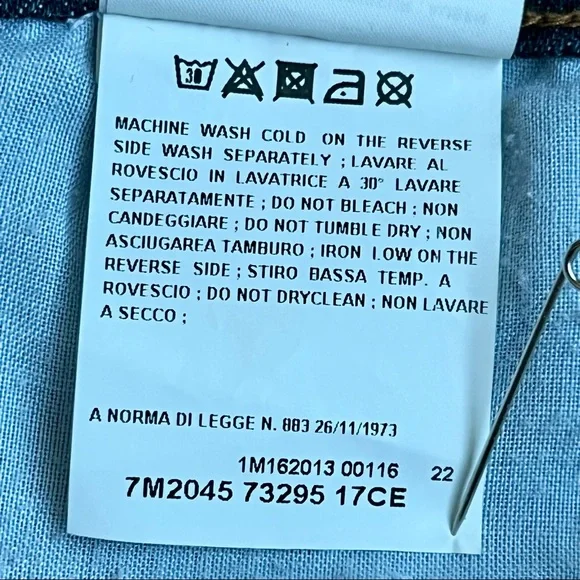 30
MACHINE WASH COLD ON THE REVERSE
SIDE WASH SEPARATELY ; LAVARE AL
ROVESCIO IN LAVATRICE A 30° LAVARE
SEPARATAMENTE ; DO NOT BLEACH ; NON
CANDEGGIARE ; DO NOT TUMBLE DRY ; NON
ASCIUGAREA TAMBURO ; IRON LOW ON THE
REVERSE SIDE ; STIRO BASSA TEMP. A
ROVESCIO ; DO NOT DRYCLEAN ; NON LAVARE
A SECCO ;
A NORMA DI LEGGE N. 883 26/11/1973
1M162013 00116 22
7M2045 73295 17CE